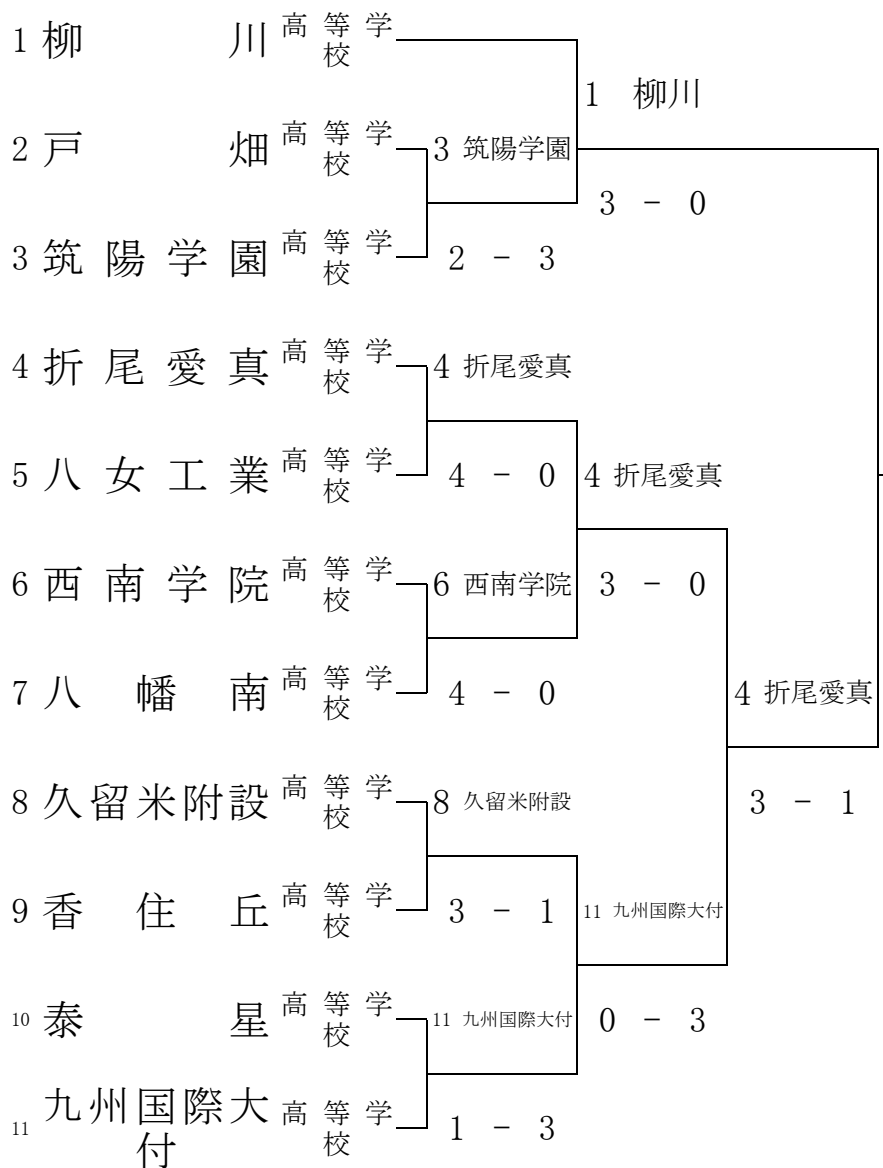 1 柳川 高等学校
1 柳川
2 戸畑 高等学校
3 筑陽学園
3 - 0
3 筑陽学園 高等学校
2 - 3
4 折尾愛真 高等学校
4 折尾愛真
5 八女工業 高等学校
4 - 0
4 折尾愛真
6 西南学院 高等学校
6 西南学院
3 - 0
7 八幡南 高等学校
4 - 0
4 折尾愛真
8 久留米附設 高等学校
8 久留米附設
3 - 1
9 香住丘 高等学校
3 - 1
11 九州国際大付
10 泰星 高等学校
11 九州国際大付
0 - 3
11 九州国際大付 高等学校
1 - 3